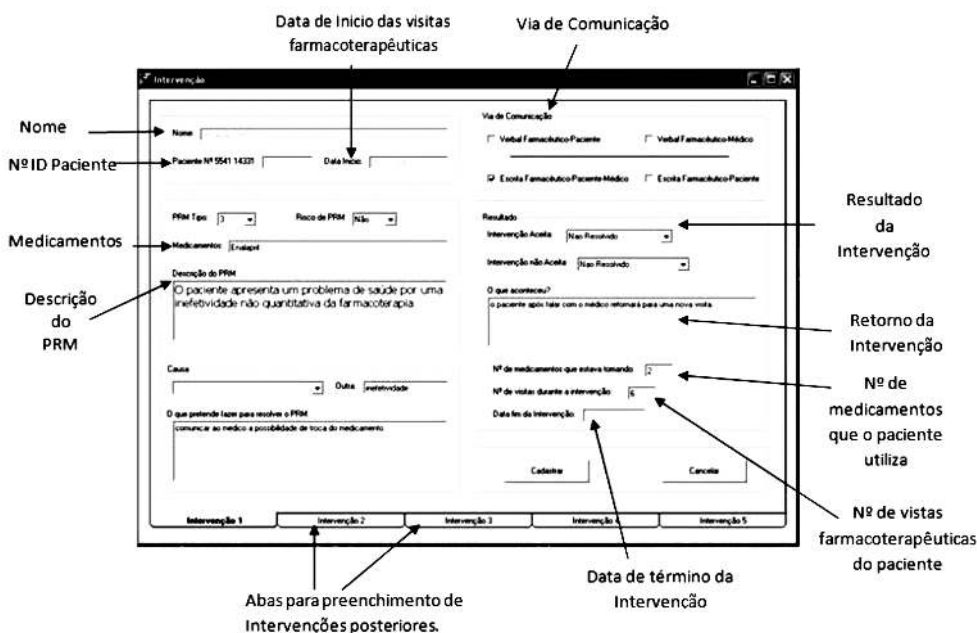 Data de Inicio das visitas
farmacoterapêuticas
Via de Comunicação
Intervenção
Nome
Nº ID Paciente
Medicamentos
Descrição
do
PRM
Nome
Paciente Nº 5541 14331
Data Inicio:
PRM Tipo: 3
Risco de PRM Não
Medicamentos: Enalapril
Descrição do PRM
O paciente apresenta um problema de saúde por uma
inefetividade não quantitativa da farmacoterapia
Causa
Outra: inefetividade
O que pretende fazer para resolver o PRM
comunicar ao médico a possibilidade de troca do medicamento
Via de Comunicação
Verbal Farmacêutico-Paciente
Verbal Farmacêutico-Médico
Escrita Farmacêutico-Paciente-Médico
Escrita Farmacêutico-Paciente
Resultado
Intervenção Aceita Nao Resolvido
Intervenção não Aceita Nao Resolvido
O que aconteceu?
o paciente após falar com o médico retornará para uma nova visita
Nº de medicamentos que estava tomando 2
Nº de visitas durante a intervenção 6
Data fim da Intervenção
Cadastrar
Cancelar
Intervenção 1
Intervenção 2
Intervenção 3
Intervenção 4
Intervenção 5
Resultado
da
Intervenção
Retorno da
Intervenção
Nº de
medicamentos
que o paciente
utiliza
Nº de vistas
farmacoterapêuticas
do paciente
Data de término da
Intervenção
Abas para preenchimento de
Intervenções posteriores.